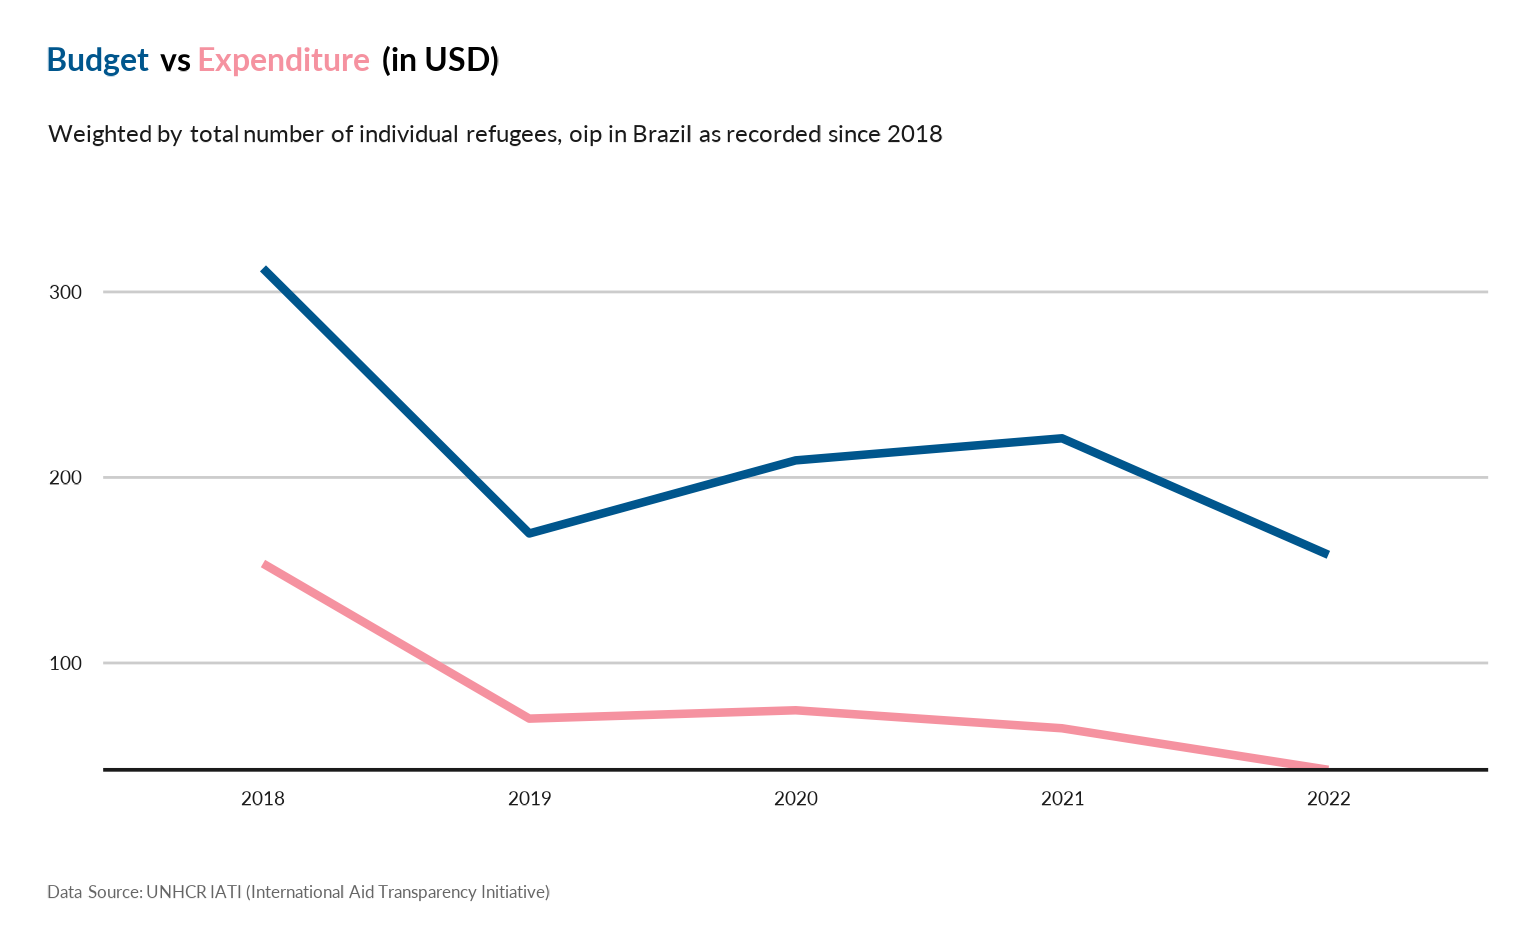 Budget vs Expenditure (in USD)
Weighted by total number of individual refugees, oip in Brazil as recorded since 2018
300
200
100
2018 2019 2020 2021 2022
Data Source: UNHCR IATI (International Aid Transparency Initiative)